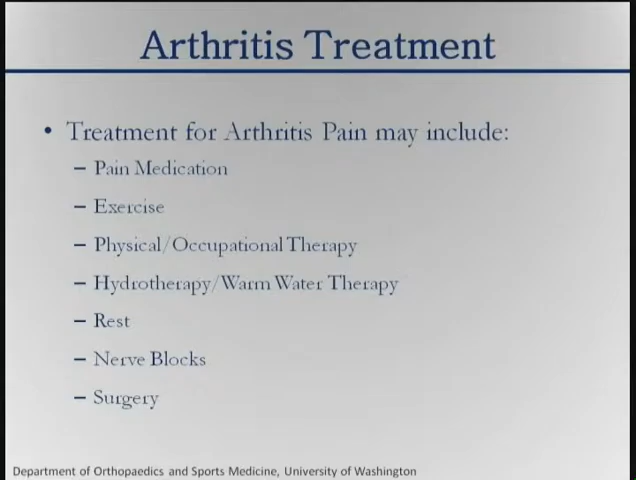 Arthritis Treatment
• Treatment for Arthritis Pain may include:
– Pain Medication
– Exercise
– Physical/Occupational Therapy
– Hydrotherapy/Warm Water Therapy
– Rest
– Nerve Blocks
– Surgery
Department of Orthopaedics and Sports Medicine, University of Washington